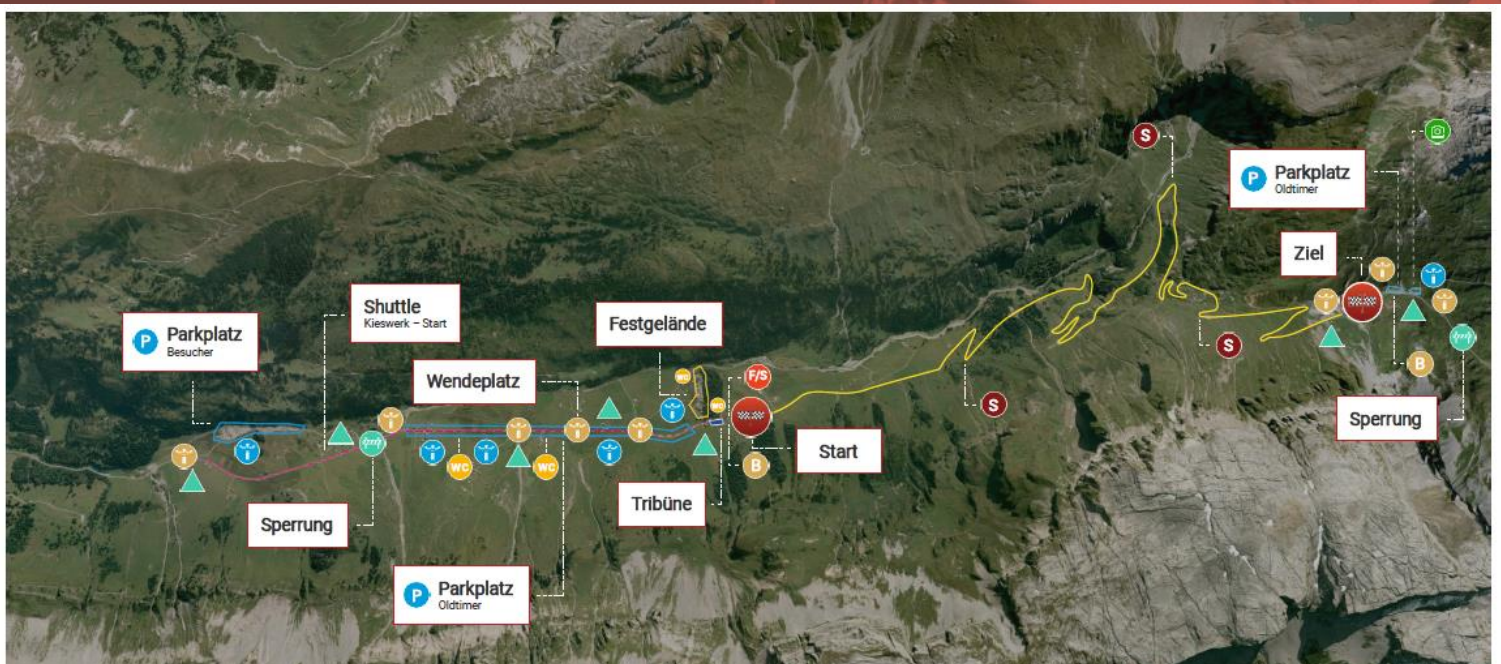 S
P
Parkplatz
Oldtimer
Ziel
Shuttle
Kieswerk – Start
Festgelände
P
Parkplatz
Besucher
Wendeplatz
WC
F/S
WC
S
B
Sperrung
S
Start
WC
WC
B
Tribüne
Sperrung
P
Parkplatz
Oldtimer